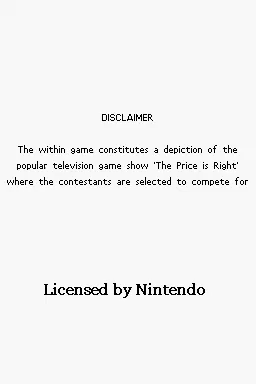 DISCLAIMER
The within game constitutes a depiction of the
popular television game show 'The Price is Right'
where the contestants are selected to compete for
Licensed by Nintendo